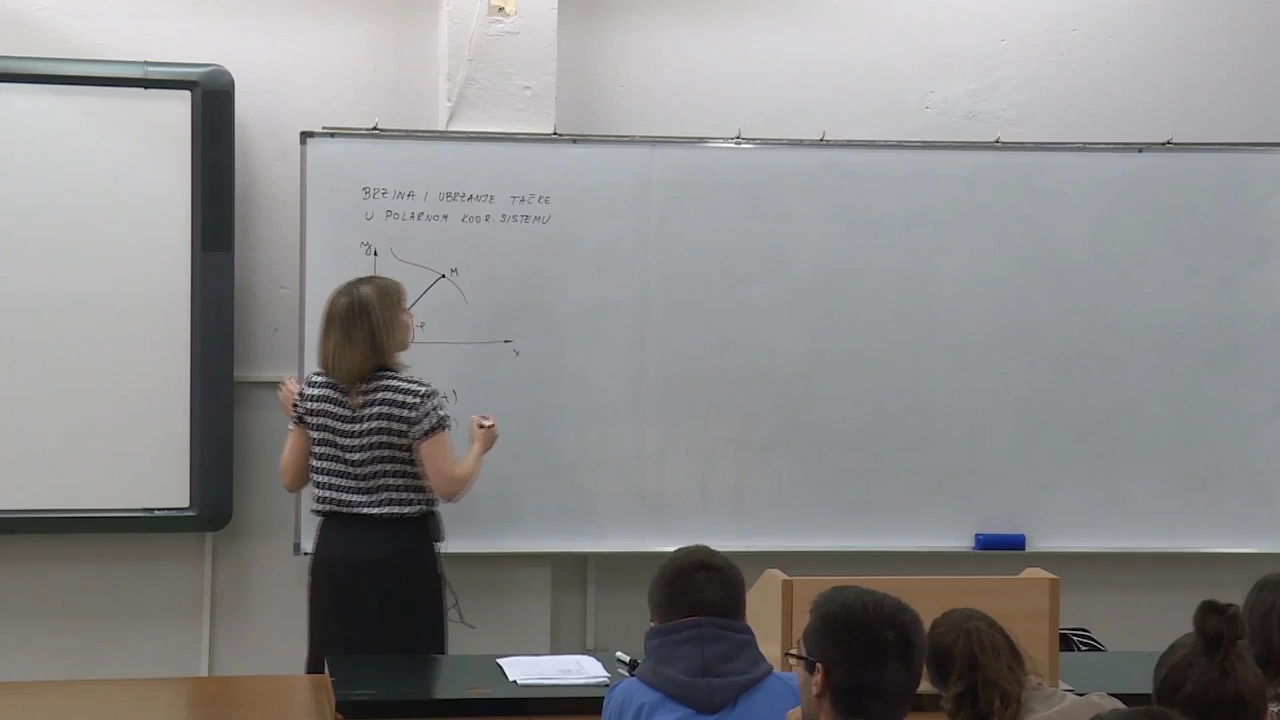 BRZINA I UBRZANJE TAČKE
U POLARNOM KOOR. SISTEMU
y
M
φ
x